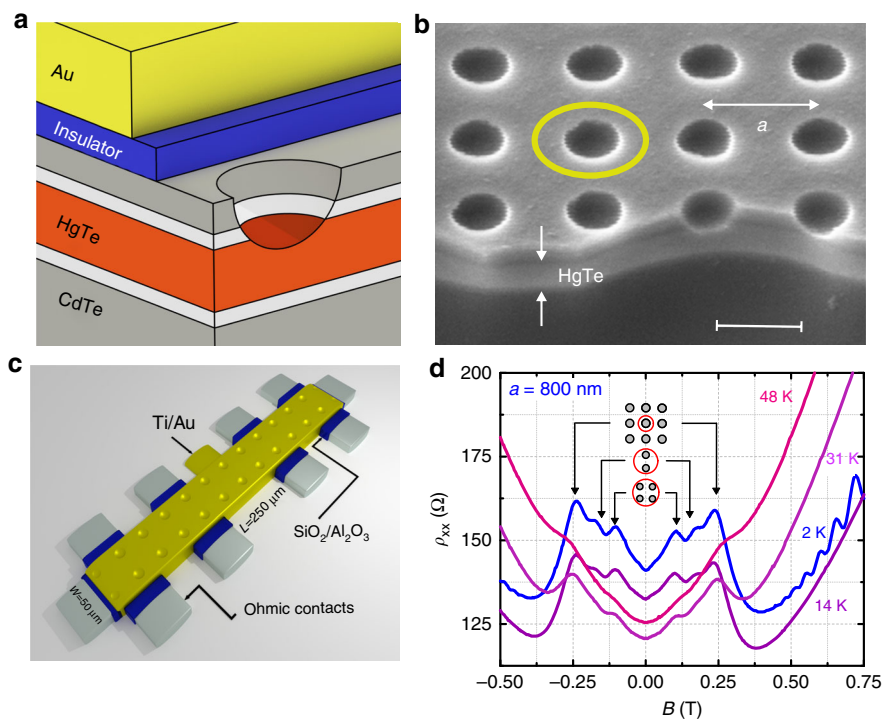 a
Au
Insulator
HgTe
CdTe
b
a
HgTe
c
Ti/Au
L=250 μm
SiO₂/Al₂O₃
W=50 μm
Ohmic contacts
d
a = 800 nm
48 K
31 K
2 K
14 K
200
175
150
125
ρxx (Ω)
−0.50
−0.25
0.00
0.25
0.50
0.75
B (T)